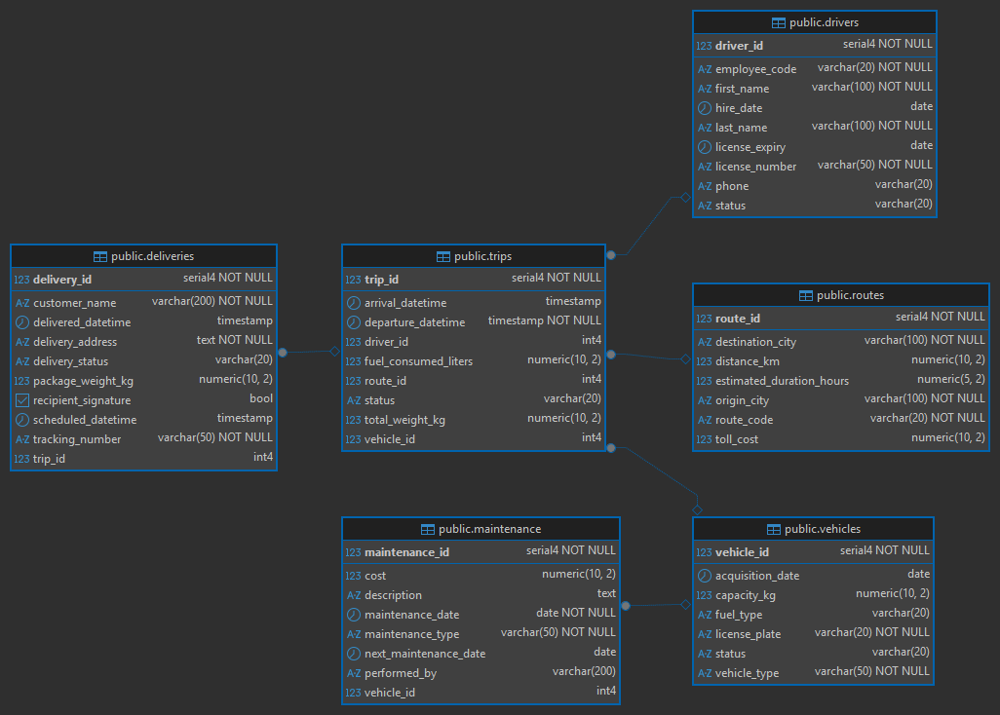 public.drivers
123 driver_id serial4 NOT NULL
A-Z employee_code varchar(20) NOT NULL
A-Z first_name varchar(100) NOT NULL
hire_date date
A-Z last_name varchar(100) NOT NULL
license_expiry date
A-Z license_number varchar(50) NOT NULL
A-Z phone varchar(20)
A-Z status varchar(20)
public.deliveries
123 delivery_id serial4 NOT NULL
A-Z customer_name varchar(200) NOT NULL
delivered_datetime timestamp
A-Z delivery_address text NOT NULL
A-Z delivery_status varchar(20)
123 package_weight_kg numeric(10, 2)
recipient_signature bool
scheduled_datetime timestamp
A-Z tracking_number varchar(50) NOT NULL
123 trip_id int4
public.trips
123 trip_id serial4 NOT NULL
arrival_datetime timestamp
departure_datetime timestamp NOT NULL
123 driver_id int4
123 fuel_consumed_liters numeric(10, 2)
123 route_id int4
A-Z status varchar(20)
123 total_weight_kg numeric(10, 2)
123 vehicle_id int4
public.routes
123 route_id serial4 NOT NULL
A-Z destination_city varchar(100) NOT NULL
123 distance_km numeric(10, 2)
123 estimated_duration_hours numeric(5, 2)
A-Z origin_city varchar(100) NOT NULL
A-Z route_code varchar(20) NOT NULL
123 toll_cost numeric(10, 2)
public.maintenance
123 maintenance_id serial4 NOT NULL
123 cost numeric(10, 2)
A-Z description text
maintenance_date date NOT NULL
A-Z maintenance_type varchar(50) NOT NULL
next_maintenance_date date
A-Z performed_by varchar(200)
123 vehicle_id int4
public.vehicles
123 vehicle_id serial4 NOT NULL
acquisition_date date
123 capacity_kg numeric(10, 2)
A-Z fuel_type varchar(20)
A-Z license_plate varchar(20) NOT NULL
A-Z status varchar(20)
A-Z vehicle_type varchar(50) NOT NULL